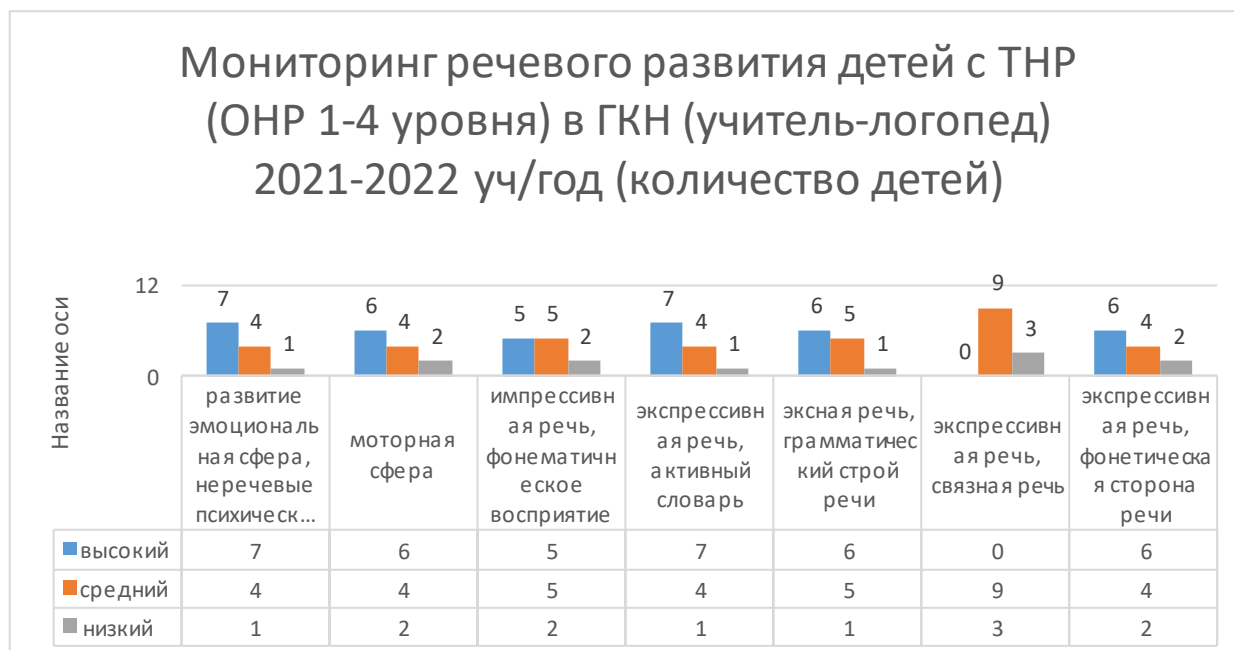 Мониторинг речевого развития детей с ТНР
(ОНР 1-4 уровня) в ГКН (учитель-логопед)
2021-2022 уч/год (количество детей)
Название оси
12
0
7 4 1 6 4 2 5 5 2 7 4 1 6 5 1 0 9 3 6 4 2
развитие
эмоциональ
ная сфера,
неречевые
психическ...
моторная
сфера
импрессивн
ая речь,
фонематичн
еское
восприятие
экспрессивн
ая речь,
активный
словарь
эксная речь,
грамматичес
кий строй
речи
экспрессивн
ая речь,
связная речь
экспрессивн
ая речь,
фонетическа
я сторона
речи
высокий 7 6 5 7 6 0 6
средний 4 4 5 4 5 9 4
низкий 1 2 2 1 1 3 2